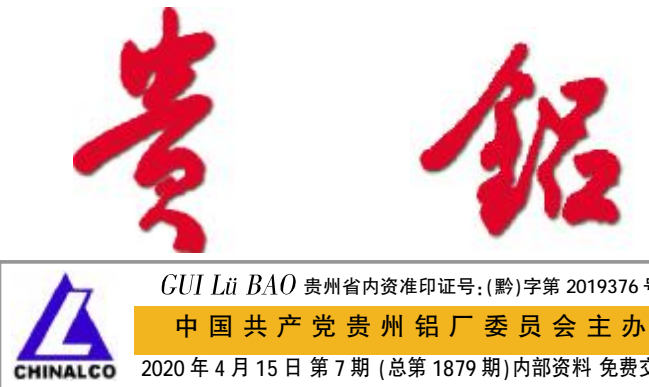 貴 鋁
GUI Lü BAO 贵州省内资准印证号:(黔)字第 2019376 号
中国共产党贵州铝厂委员会主办
CHINALCO
2020 年 4 月 15 日 第 7 期 (总第 1879 期)内部资料 免费交